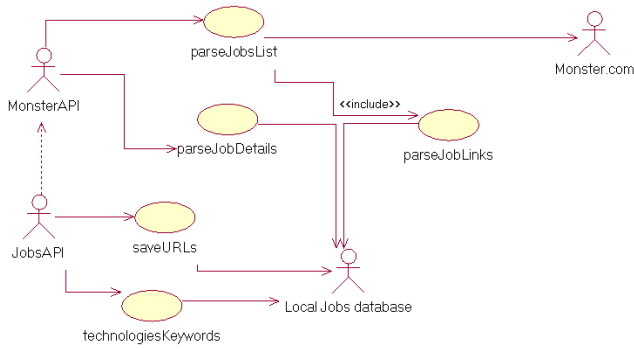 parseJobsList
Monster.com
MonsterAPI
<<include>>
parseJobDetails
parseJobLinks
JobsAPI
saveURLs
Local Jobs database
technologiesKeywords